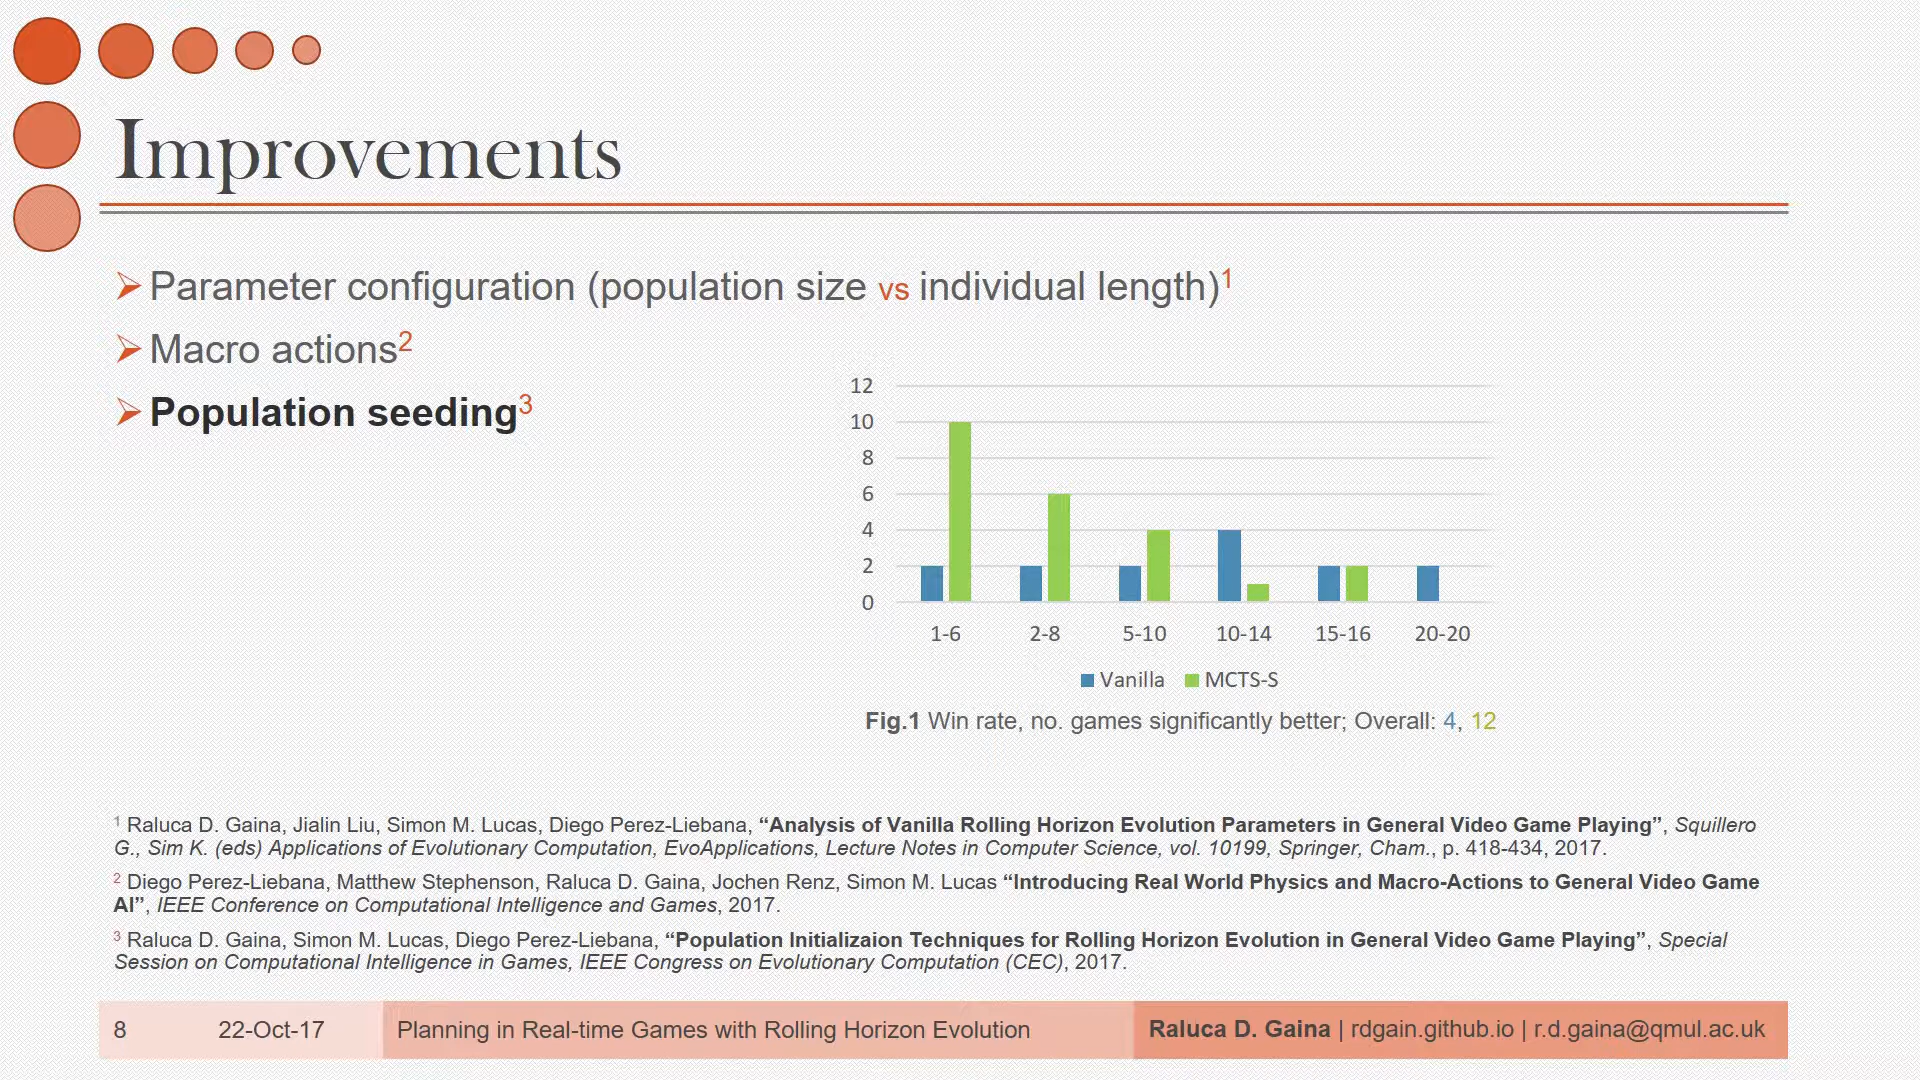 Improvements
Parameter configuration (population size vs individual length)1
Macro actions2
Population seeding3
12
10
8
6
4
2
0
1-6 2-8 5-10 10-14 15-16 20-20
Vanilla MCTS-S
Fig.1 Win rate, no. games significantly better; Overall: 4, 12
1 Raluca D. Gaina, Jialin Liu, Simon M. Lucas, Diego Perez-Liebana, “Analysis of Vanilla Rolling Horizon Evolution Parameters in General Video Game Playing”, Squillero
G., Sim K. (eds) Applications of Evolutionary Computation, EvoApplications, Lecture Notes in Computer Science, vol. 10199, Springer, Cham., p. 418-434, 2017.
2 Diego Perez-Liebana, Matthew Stephenson, Raluca D. Gaina, Jochen Renz, Simon M. Lucas “Introducing Real World Physics and Macro-Actions to General Video Game
AI”, IEEE Conference on Computational Intelligence and Games, 2017.
3 Raluca D. Gaina, Simon M. Lucas, Diego Perez-Liebana, “Population Initializaion Techniques for Rolling Horizon Evolution in General Video Game Playing”, Special
Session on Computational Intelligence in Games, IEEE Congress on Evolutionary Computation (CEC), 2017.
8 22-Oct-17 Planning in Real-time Games with Rolling Horizon Evolution Raluca D. Gaina | rdgain.github.io | r.d.gaina@qmul.ac.uk